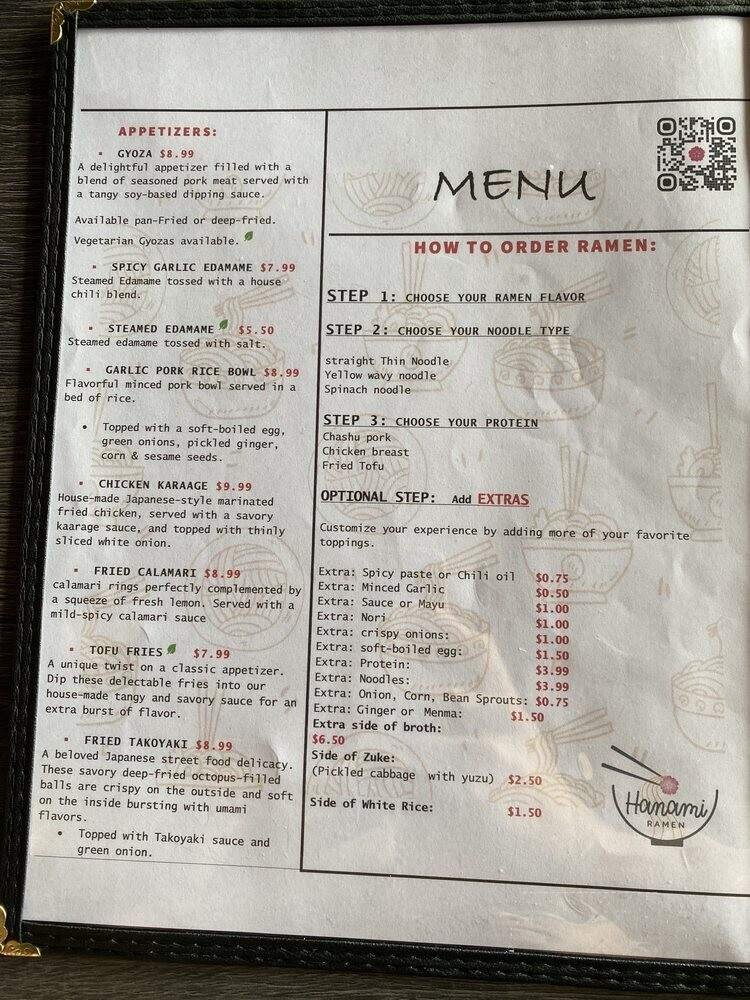 APPETIZERS:
GYOZA $8.99
A delightful appetizer filled with a
blend of seasoned pork meat served with
a tangy soy-based dipping sauce.
Available pan-Fried or deep-fried.
Vegetarian Gyozas available.
SPICY GARLIC EDAMAME $7.99
Steamed Edamame tossed with a house
chili blend.
STEAMED EDAMAME $5.50
Steamed edamame tossed with salt.
GARLIC PORK RICE BOWL $8.99
Flavorful minced pork bowl served in a
bed of rice.
• Topped with a soft-boiled egg,
green onions, pickled ginger,
corn & sesame seeds.
CHICKEN KARAAGE $9.99
House-made Japanese-style marinated
fried chicken, served with a savory
kaarage sauce, and topped with thinly
sliced white onion.
FRIED CALAMARI $8.99
calamari rings perfectly complemented by
a squeeze of fresh lemon. Served with a
mild-spicy calamari sauce
TOFU FRIES $7.99
A unique twist on a classic appetizer.
Dip these delectable fries into our
house-made tangy and savory sauce for an
extra burst of flavor.
FRIED TAKOYAKI $8.99
A beloved Japanese street food delicacy.
These savory deep-fried octopus-filled
balls are crispy on the outside and soft
on the inside bursting with umami
flavors.
• Topped with Takoyaki sauce and
green onion.
MENU
HOW TO ORDER RAMEN:
STEP 1: CHOOSE YOUR RAMEN FLAVOR
STEP 2: CHOOSE YOUR NOODLE TYPE
straight Thin Noodle
Yellow wavy noodle
Spinach noodle
STEP 3: CHOOSE YOUR PROTEIN
Chashu pork
Chicken breast
Fried Tofu
OPTIONAL STEP: Add EXTRAS
Customize your experience by adding more of your favorite
toppings.
Extra: Spicy paste or Chili oil $0.75
Extra: Minced Garlic $0.50
Extra: Sauce or Mayu $1.00
Extra: Nori $1.00
Extra: crispy onions: $1.00
Extra: soft-boiled egg: $1.50
Extra: Protein: $3.99
Extra: Noodles: $3.99
Extra: Onion, Corn, Bean Sprouts: $0.75
Extra: Ginger or Menma: $1.50
Extra side of broth:
$6.50
Side of Zuke:
(Pickled cabbage with yuzu) $2.50
Side of White Rice: $1.50
Hanami
RAMEN